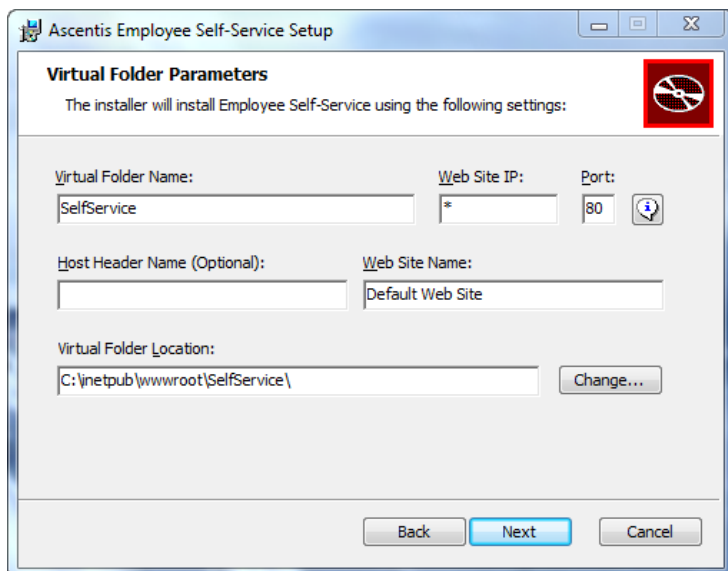 Ascentis Employee Self-Service Setup
Virtual Folder Parameters
The installer will install Employee Self-Service using the following settings:
Virtual Folder Name: Web Site IP: Port:
SelfService * 80
Host Header Name (Optional): Web Site Name:
Default Web Site
Virtual Folder Location:
C:\inetpub\wwwroot\SelfService\ Change...
Back Next Cancel